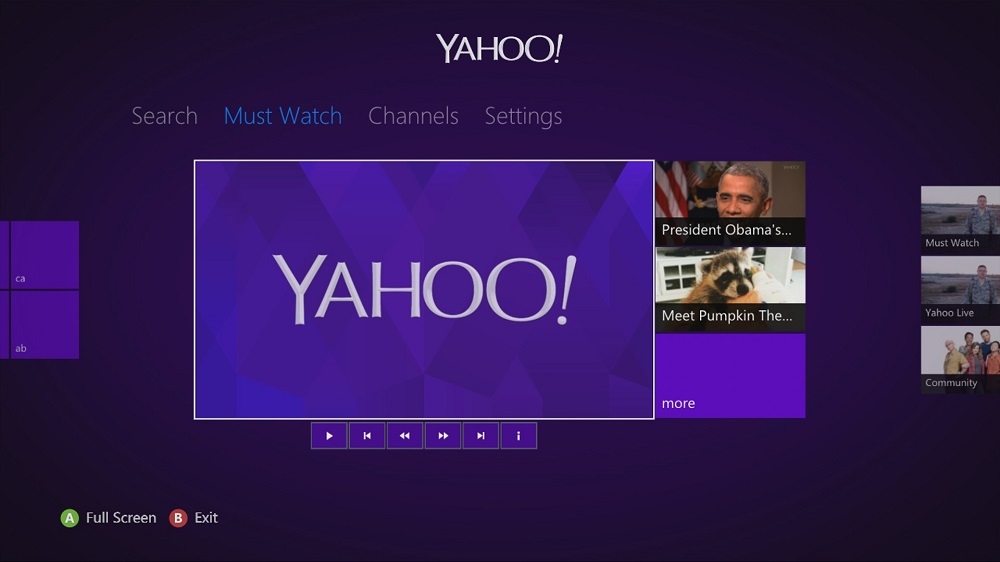 YAHOO!
Search Must Watch Channels Settings
YAHOO!
President Obama's...
Meet Pumpkin The...
more
ca
ab
Must Watch
Yahoo Live
Community
A Full Screen B Exit